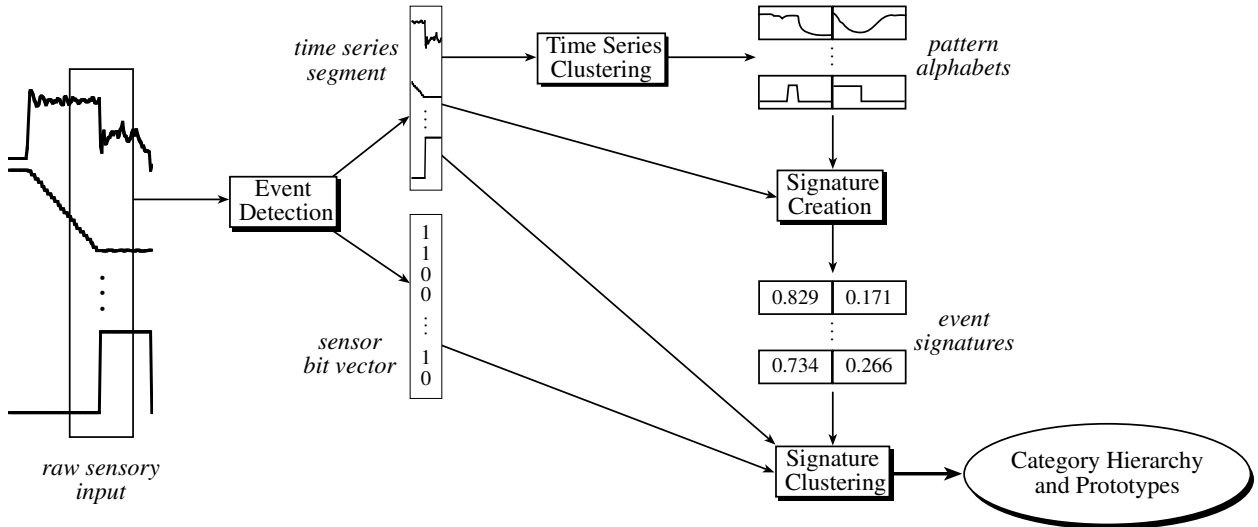 raw sensory
input
Event
Detection
time series
segment
sensor
bit vector
1
1
0
0
1
0
Time Series
Clustering
pattern
alphabets
Signature
Creation
0.829 0.171
0.734 0.266
event
signatures
Signature
Clustering
Category Hierarchy
and Prototypes